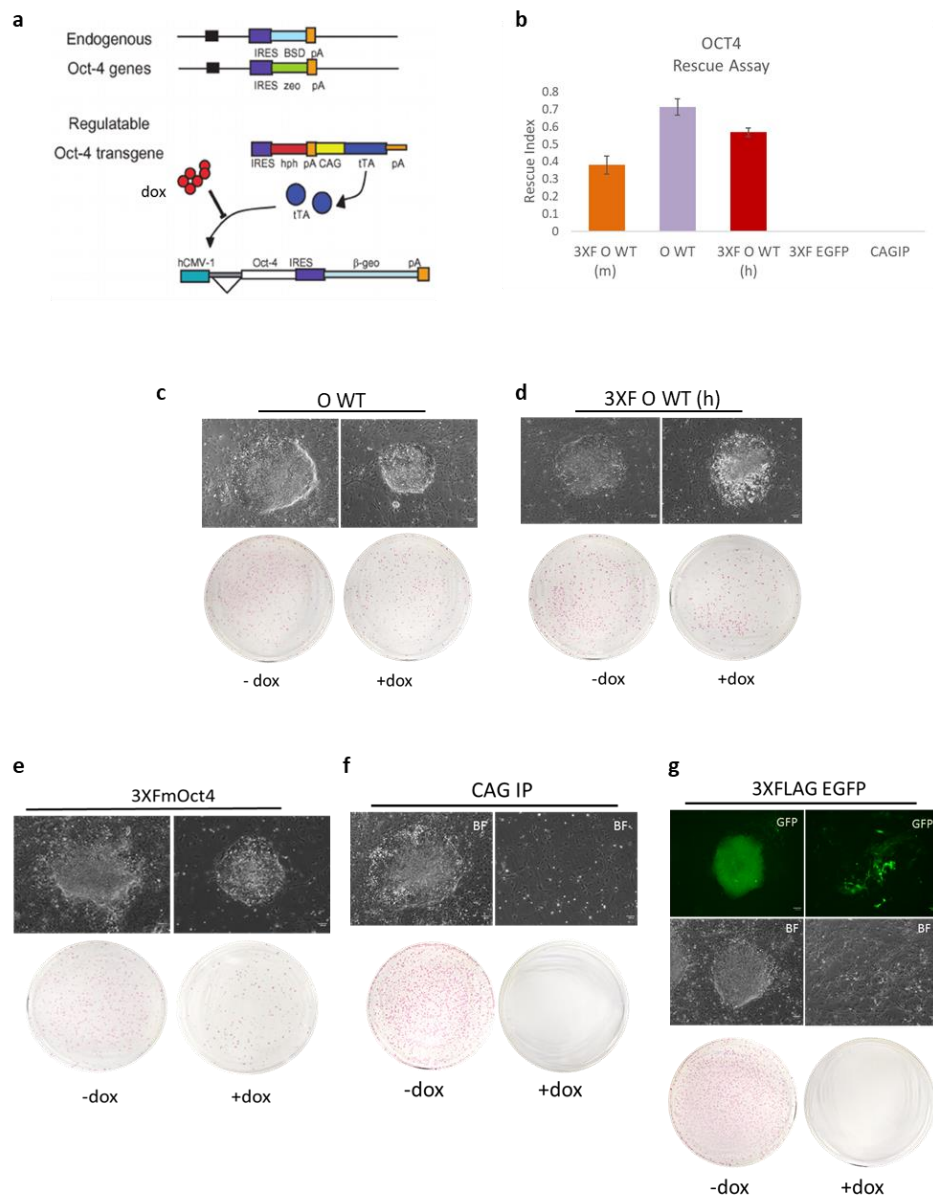 a
Endogenous
Oct-4 genes
IRES BSD pA
IRES zeo pA
Regulatable
Oct-4 transgene
IRES hph pA CAG tTA pA
dox
tTA
hCMV-1 Oct-4 IRES β-geo pA
b
OCT4
Rescue Assay
Rescue Index
0.8
0.7
0.6
0.5
0.4
0.3
0.2
0.1
0
3XF O WT (m)
O WT
3XF O WT (h)
3XF EGFP
CAGIP
c
O WT
- dox +dox
d
3XF O WT (h)
-dox +dox
e
3XFmOct4
-dox +dox
f
CAG IP
BF BF
-dox +dox
g
3XFLAG EGFP
GFP GFP
BF BF
-dox +dox